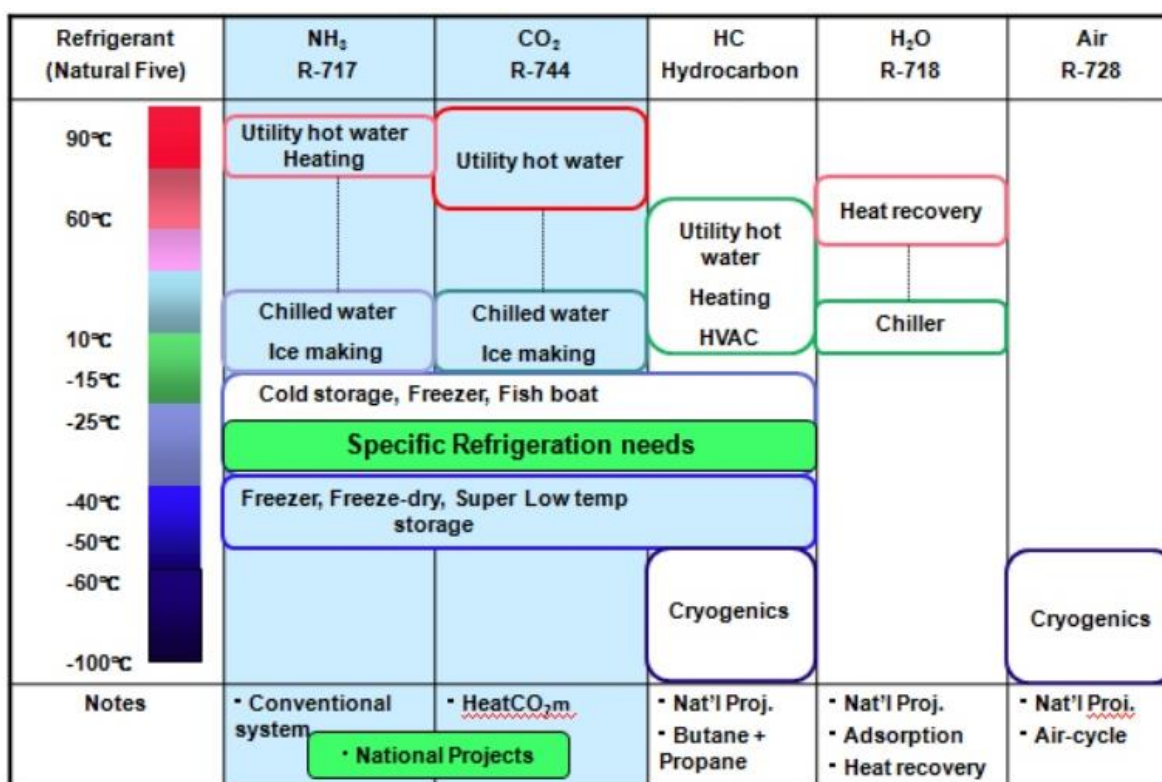 Refrigerant
(Natural Five)
NH₃
R-717
CO₂
R-744
HC
Hydrocarbon
H₂O
R-718
Air
R-728
90℃
60℃
10℃
-15℃
-25℃
-40℃
-50℃
-60℃
-100℃
Utility hot water
Heating
Utility hot water
Utility hot
water
Heating
HVAC
Heat recovery
Chilled water
Ice making
Chilled water
Ice making
Chiller
Cold storage, Freezer, Fish boat
Specific Refrigeration needs
Freezer, Freeze-dry, Super Low temp
storage
Cryogenics
Cryogenics
Notes
・Conventional
system
・HeatCO₂m
・National Projects
・Nat'l Proj.
・Butane +
Propane
・Nat'l Proj.
・Adsorption
・Heat recovery
・Nat'l Proi.
・Air-cycle